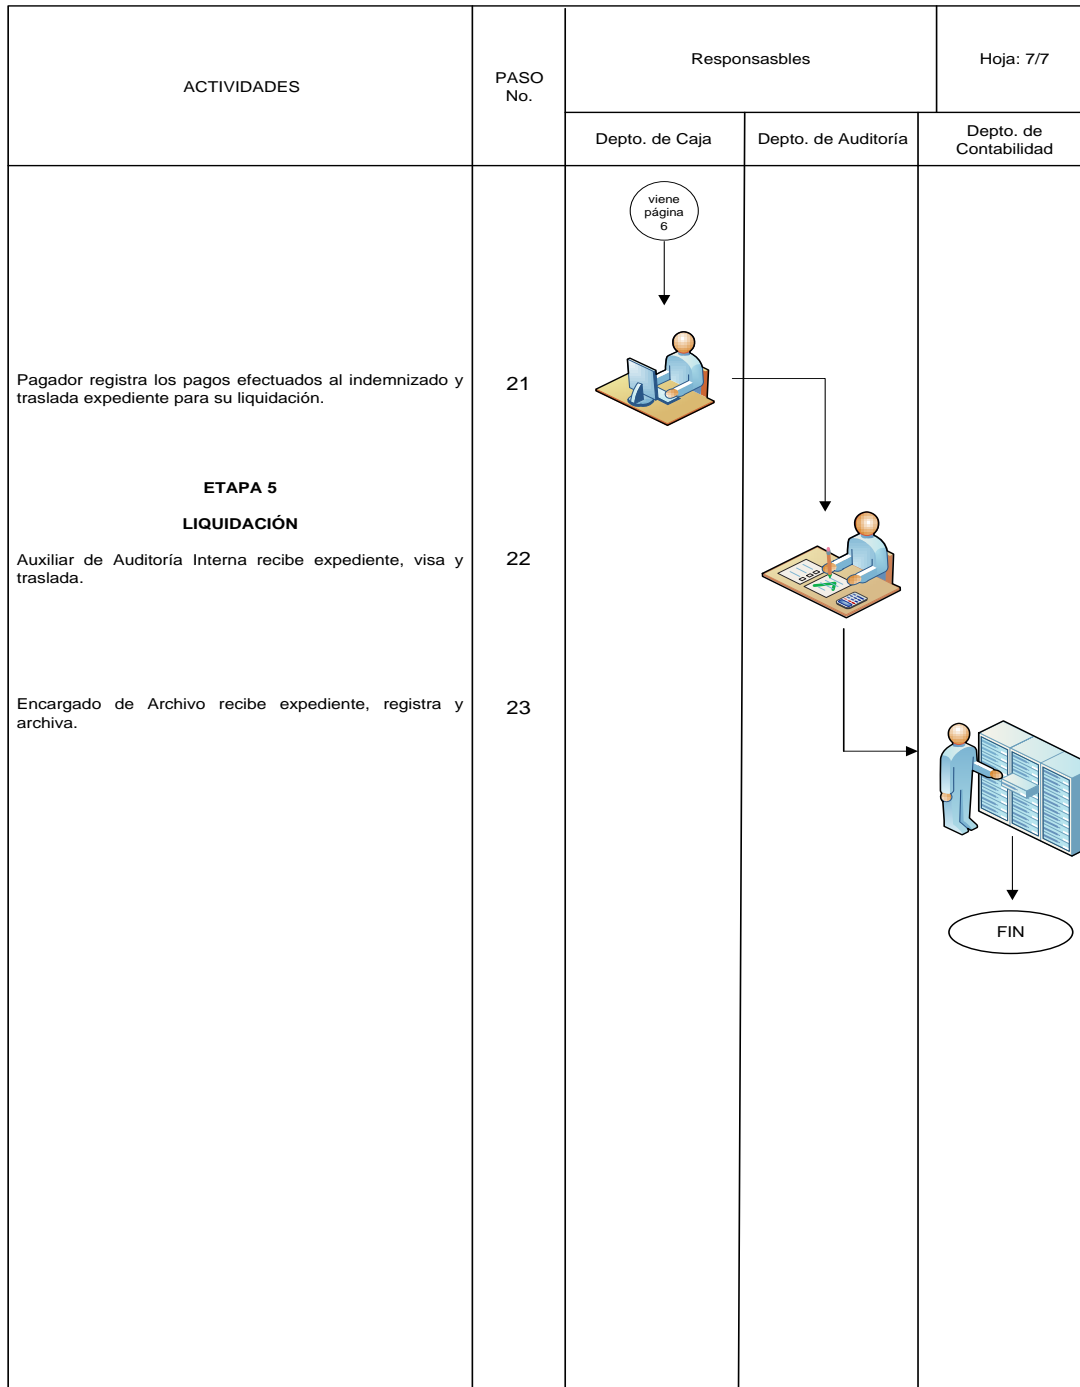 ACTIVIDADES
PASO
No.
Responsasbles
Hoja: 7/7
Depto. de Caja
Depto. de Auditoría
Depto. de
Contabilidad
viene
página
6
Pagador registra los pagos efectuados al indemnizado y
traslada expediente para su liquidación.
21
ETAPA 5
LIQUIDACIÓN
Auxiliar de Auditoría Interna recibe expediente, visa y
traslada.
22
Encargado de Archivo recibe expediente, registra y
archiva.
23
FIN